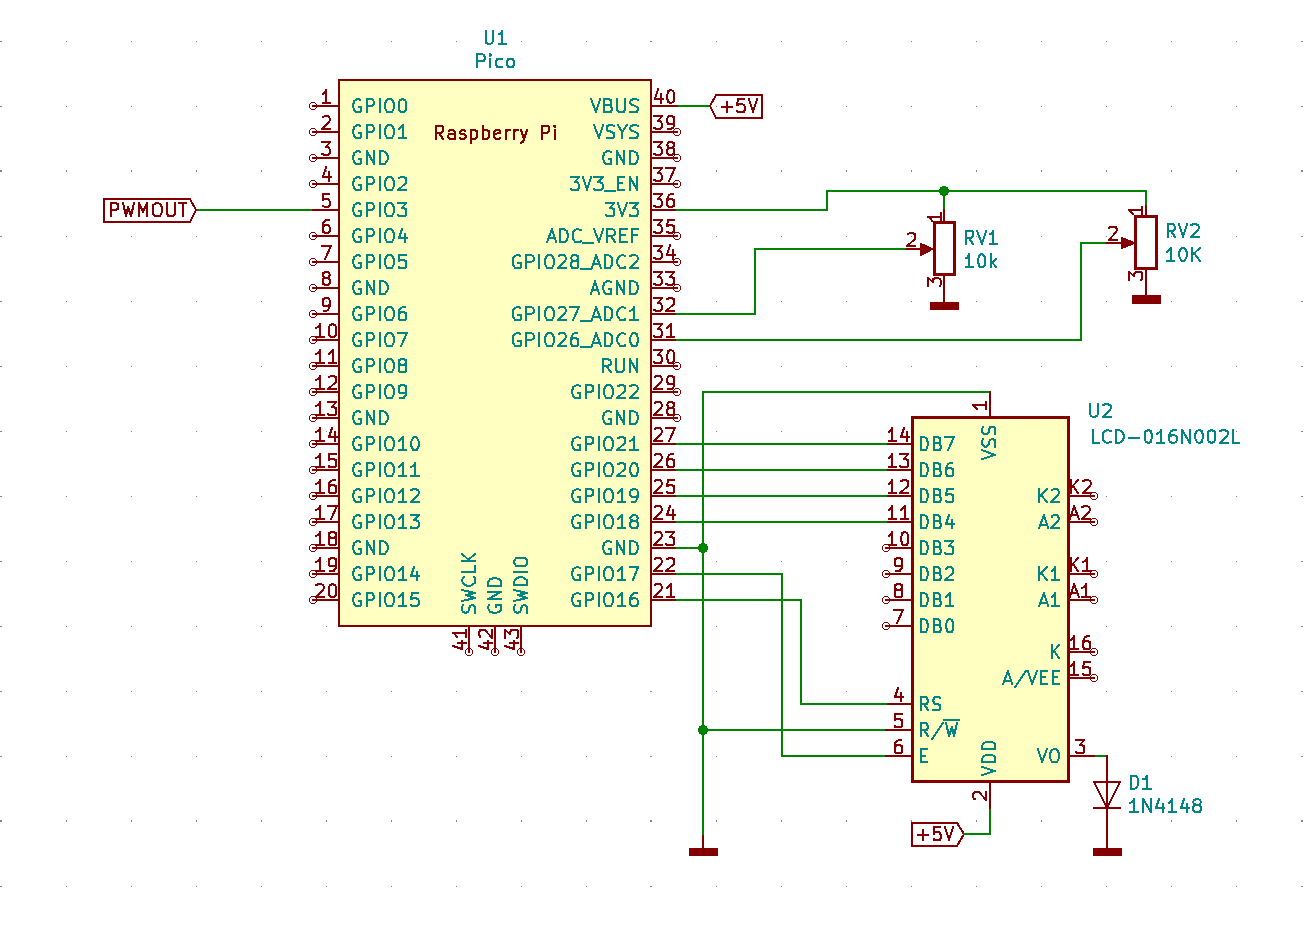 U1
Pico
Raspberry Pi
1 GPIO0
2 GPIO1
3 GND
4 GPIO2
PWMOUT 5 GPIO3
6 GPIO4
7 GPIO5
8 GND
9 GPIO6
10 GPIO7
11 GPIO8
12 GPIO9
13 GND
14 GPIO10
15 GPIO11
16 GPIO12
17 GPIO13
18 GND
19 GPIO14
20 GPIO15
41 SWCLK
42 GND
43 SWDIO
VBUS 40 +5V
VSYS 39
GND 38
3V3_EN 37
3V3 36
ADC_VREF 35
GPIO28_ADC2 34
AGND 33
GPIO27_ADC1 32
GPIO26_ADC0 31
RUN 30
GPIO22 29
GND 28
GPIO21 27
GPIO20 26
GPIO19 25
GPIO18 24
GND 23
GPIO17 22
GPIO16 21
1
2
3
RV1
10k
1
2
3
RV2
10K
U2
LCD-016N002L
1 VSS
14 DB7
13 DB6
12 DB5
11 DB4
10 DB3
9 DB2
8 DB1
7 DB0
4 RS
5 R/W
6 E
K2 K2
A2 A2
K1 K1
A1 A1
K 16
A/VEE 15
VO 3
VDD 2
+5V
D1
1N4148